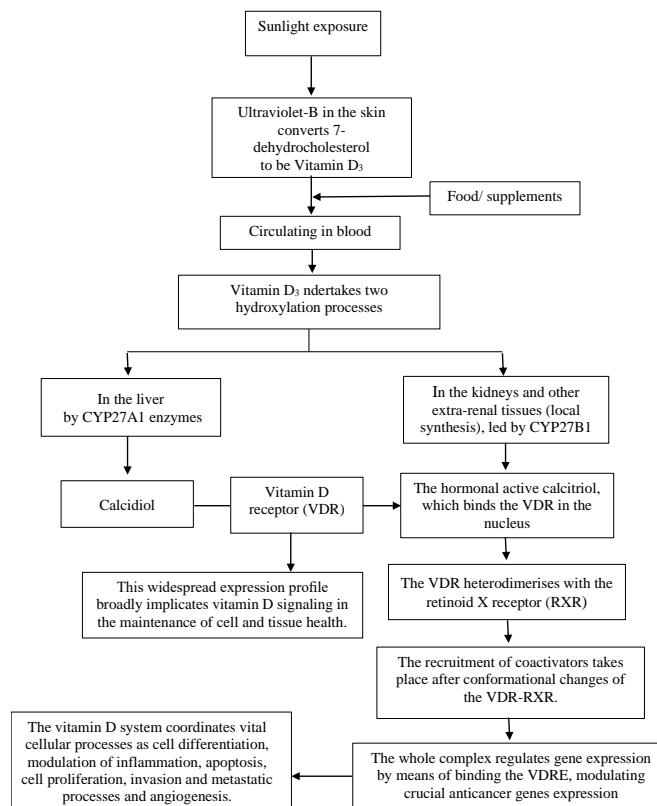 Sunlight exposure
Ultraviolet-B in the skin
converts 7-
dehydrocholesterol
to be Vitamin D₃
Food/ supplements
Circulating in blood
Vitamin D₃ ndertakes two
hydroxylation processes
In the liver
by CYP27A1 enzymes
In the kidneys and other
extra-renal tissues (local
synthesis), led by CYP27B1
Calcidiol
Vitamin D
receptor (VDR)
The hormonal active calcitriol,
which binds the VDR in the
nucleus
This widespread expression profile
broadly implicates vitamin D signaling in
the maintenance of cell and tissue health.
The VDR heterodimerises with the
retinoid X receptor (RXR)
The recruitment of coactivators takes
place after conformational changes of
the VDR-RXR.
The vitamin D system coordinates vital
cellular processes as cell differentiation,
modulation of inflammation, apoptosis,
cell proliferation, invasion and metastatic
processes and angiogenesis.
The whole complex regulates gene expression
by means of binding the VDRE, modulating
crucial anticancer genes expression